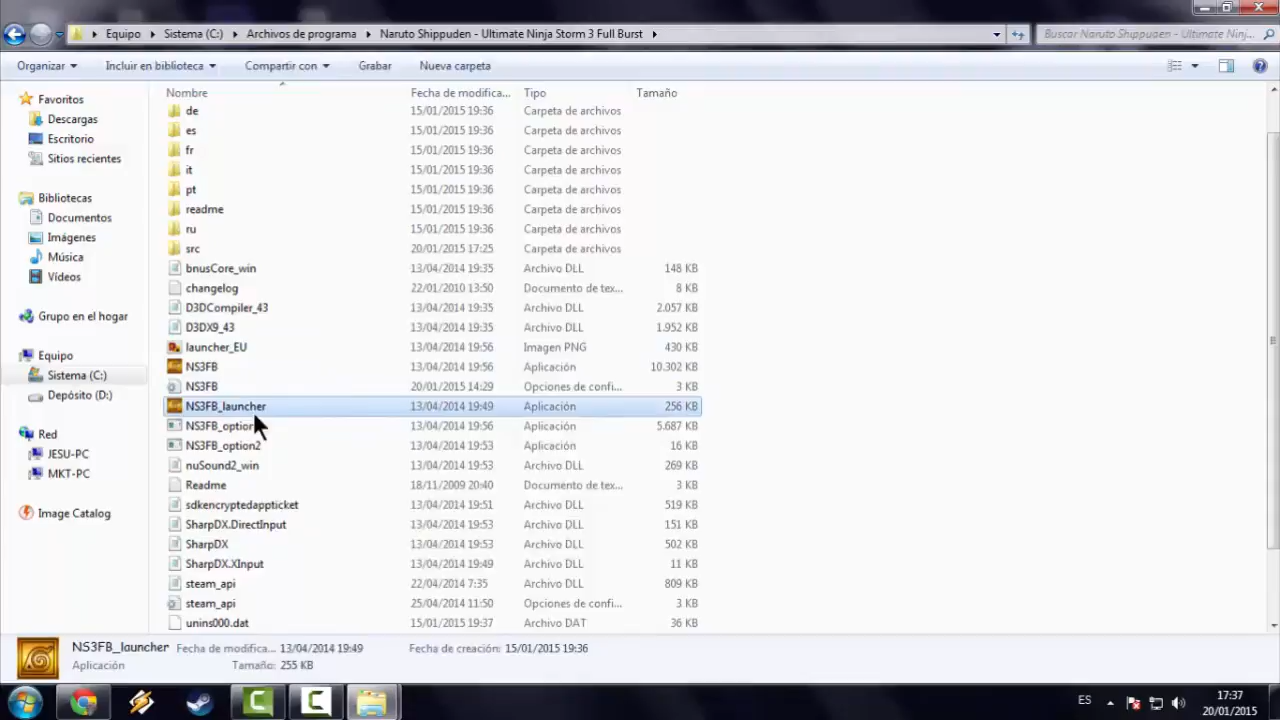 Equipo Sistema (C:) Archivos de programa Naruto Shippuden - Ultimate Ninja Storm 3 Full Burst Buscar Naruto Shippuden - Ultimate Ninj...
Organizar Incluir en biblioteca Compartir con Grabar Nueva carpeta
Nombre Fecha de modifica... Tipo Tamaño
Favoritos
Descargas
Escritorio
Sitios recientes
Bibliotecas
Documentos
Imágenes
Música
Vídeos
Grupo en el hogar
Equipo
Sistema (C:)
Depósito (D:)
Red
JESU-PC
MKT-PC
Image Catalog
de 15/01/2015 19:36 Carpeta de archivos
es 15/01/2015 19:36 Carpeta de archivos
fr 15/01/2015 19:36 Carpeta de archivos
it 15/01/2015 19:36 Carpeta de archivos
pt 15/01/2015 19:36 Carpeta de archivos
readme 15/01/2015 19:36 Carpeta de archivos
ru 15/01/2015 19:36 Carpeta de archivos
src 20/01/2015 17:25 Carpeta de archivos
bnusCore_win 13/04/2014 19:35 Archivo DLL 148 KB
changelog 22/01/2010 13:50 Documento de tex... 8 KB
D3DCompiler_43 13/04/2014 19:35 Archivo DLL 2.057 KB
D3DX9_43 13/04/2014 19:35 Archivo DLL 1.952 KB
launcher_EU 13/04/2014 19:56 Imagen PNG 430 KB
NS3FB 13/04/2014 19:56 Aplicación 10.302 KB
NS3FB 20/01/2015 14:29 Opciones de confi... 3 KB
NS3FB_launcher 13/04/2014 19:49 Aplicación 256 KB
NS3FB_option 13/04/2014 19:56 Aplicación 5.687 KB
NS3FB_option2 13/04/2014 19:53 Aplicación 16 KB
nuSound2_win 13/04/2014 19:53 Archivo DLL 269 KB
Readme 18/11/2009 20:40 Documento de tex... 3 KB
sdkencryptedappticket 13/04/2014 19:51 Archivo DLL 519 KB
SharpDX.DirectInput 13/04/2014 19:53 Archivo DLL 151 KB
SharpDX 13/04/2014 19:53 Archivo DLL 502 KB
SharpDX.XInput 13/04/2014 19:49 Archivo DLL 11 KB
steam_api 22/04/2014 7:35 Archivo DLL 809 KB
steam_api 25/04/2014 11:50 Opciones de confi... 3 KB
unins000.dat 15/01/2015 19:37 Archivo DAT 36 KB
NS3FB_launcher Fecha de modifica... 13/04/2014 19:49 Fecha de creación: 15/01/2015 19:36
Aplicación Tamaño: 255 KB
ES 17:37
20/01/2015